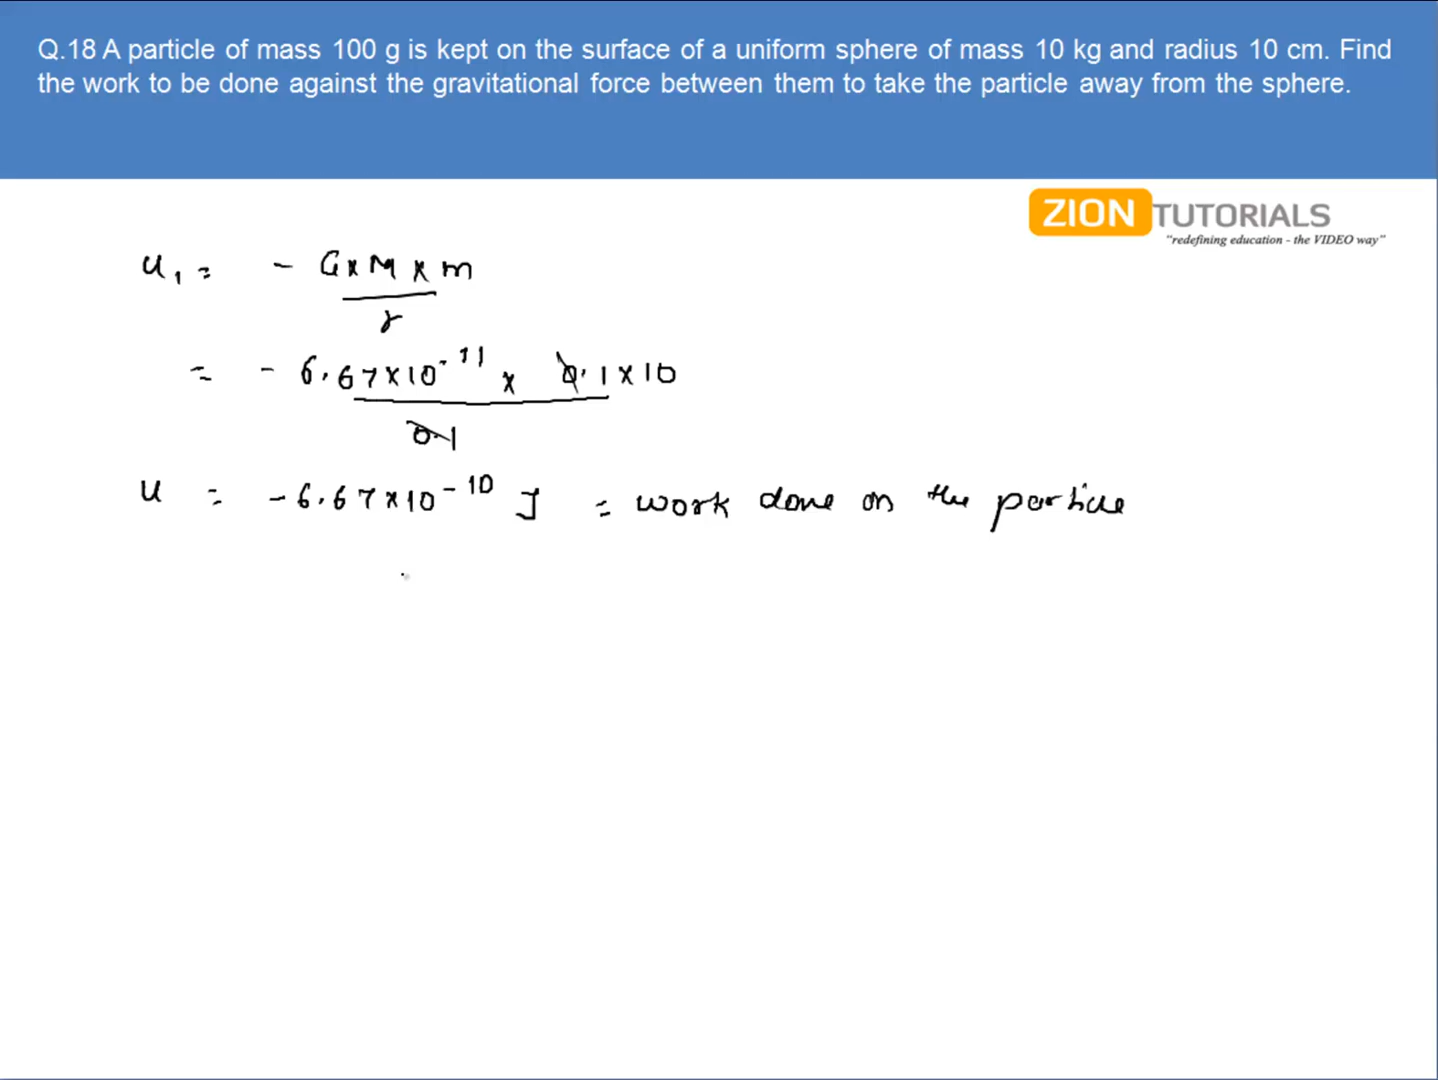 Q.18 A particle of mass 100 g is kept on the surface of a uniform sphere of mass 10 kg and radius 10 cm. Find
the work to be done against the gravitational force between them to take the particle away from the sphere.
ZION TUTORIALS
"redefining education - the VIDEO way"
u₁ = - G x M x m
r
= - 6.67 x 10⁻¹¹ x 0.1 x 10
0.1
u = - 6.67 x 10⁻¹⁰ J = work done on the particle